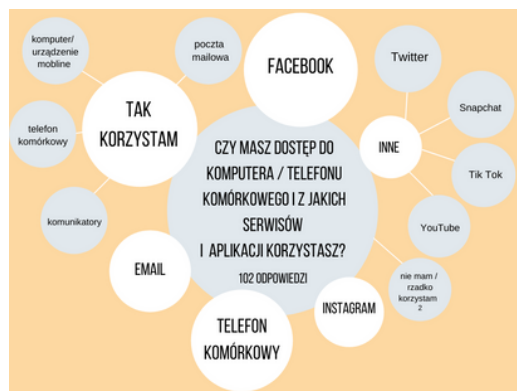 komputer/
urządzenie
mobline
poczta
mailowa
FACEBOOK
Twitter
TAK
KORZYSTAM
Snapchat
telefon
komórkowy
INNE
CZY MASZ DOSTĘP DO
KOMPUTERA / TELEFONU
KOMÓRKOWEGO I Z JAKICH
SERWISÓW
I APLIKACJI KORZYSTASZ?
102 ODPOWIEDZI
Tik Tok
komunikatory
YouTube
EMAIL
nie mam /
rzadko
korzystam
2
INSTAGRAM
TELEFON
KOMÓRKOWY